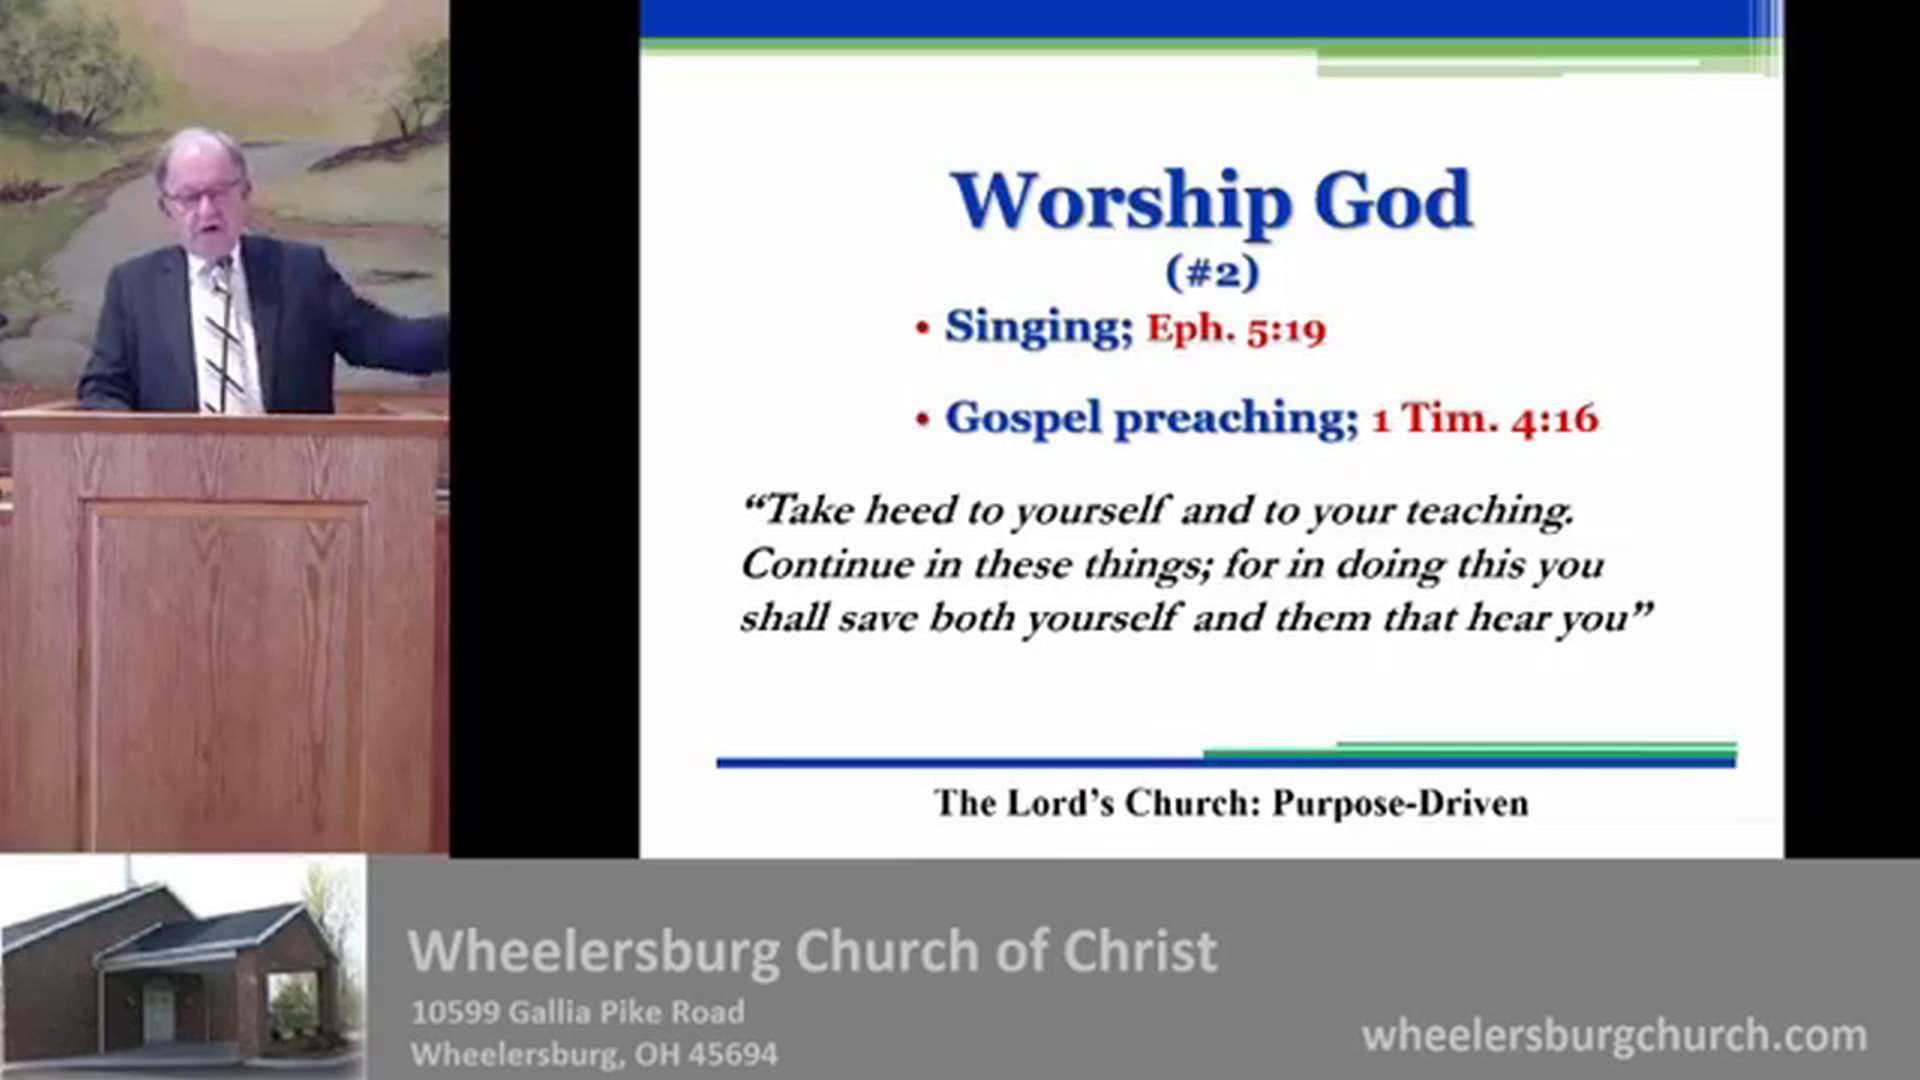 Worship God
(#2)
• Singing; Eph. 5:19
• Gospel preaching; 1 Tim. 4:16
“Take heed to yourself and to your teaching.
Continue in these things; for in doing this you
shall save both yourself and them that hear you”
The Lord’s Church: Purpose-Driven
Wheelersburg Church of Christ
10599 Gallia Pike Road
Wheelersburg, OH 45694
wheelersburgchurch.com